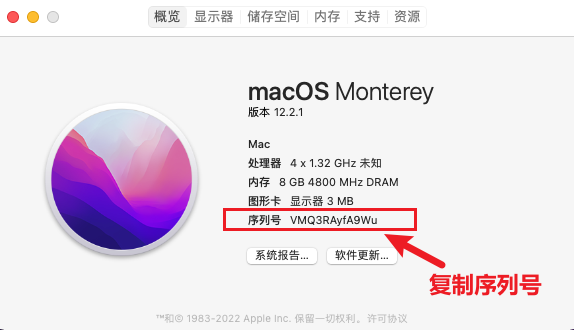 概览 显示器 储存空间 内存 支持 资源
macOS Monterey
版本 12.2.1
Mac
处理器 4 x 1.32 GHz 未知
内存 8 GB 4800 MHz DRAM
图形卡 显示器 3 MB
序列号 VMQ3RAyfA9Wu
系统报告... 软件更新...
复制序列号
™和© 1983-2022 Apple Inc. 保留一切权利。许可协议